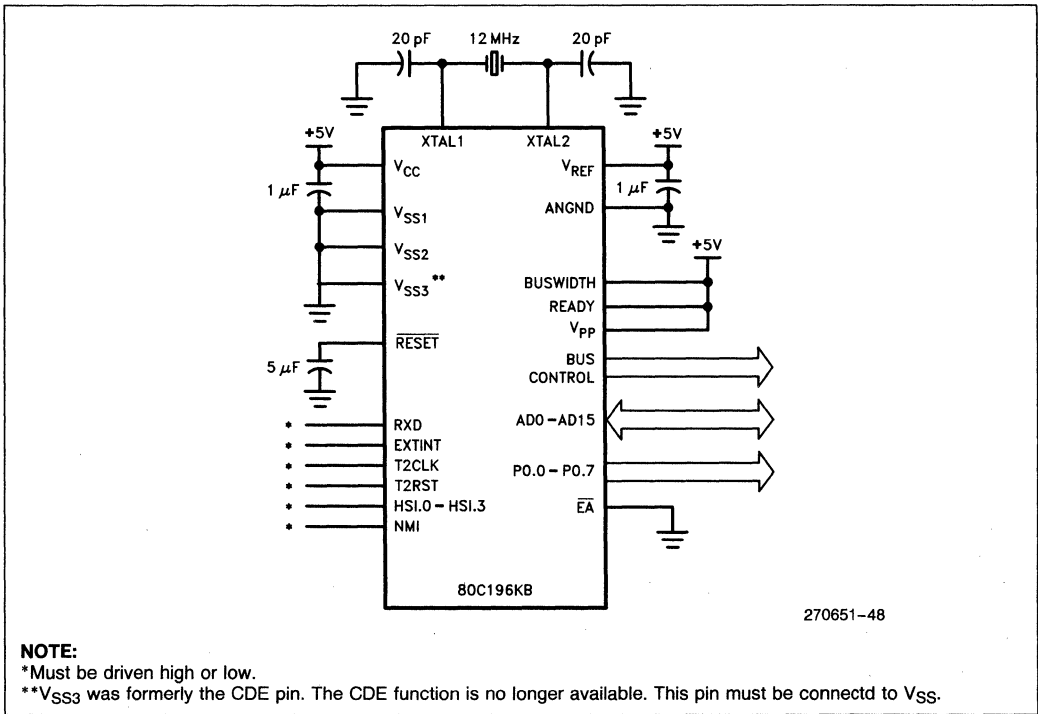 20 pF 12 MHz 20 pF
+5V XTAL1 XTAL2 +5V
VCC VREF
1 µF 1 µF
VSS1 ANGND
VSS2 +5V
VSS3** BUSWIDTH
READY
VPP
RESET BUS
5 µF CONTROL
RXD AD0-AD15
* EXTINT
* T2CLK
* T2RST P0.0-P0.7
* HSI.0-HSI.3 EA
* NMI
*
80C196KB
270651-48
NOTE:
*Must be driven high or low.
**VSS3 was formerly the CDE pin. The CDE function is no longer available. This pin must be connectd to VSS.